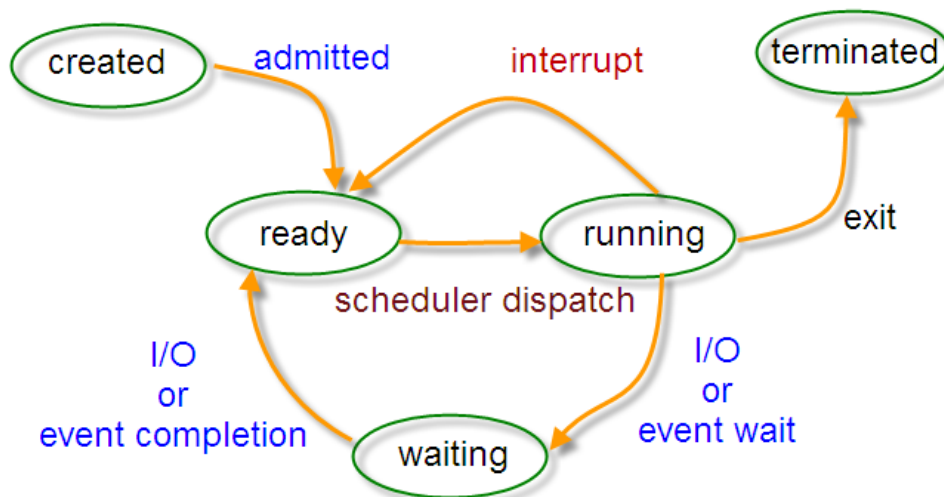 created
admitted
interrupt
terminated
ready
running
exit
scheduler dispatch
I/O
or
event completion
I/O
or
event wait
waiting